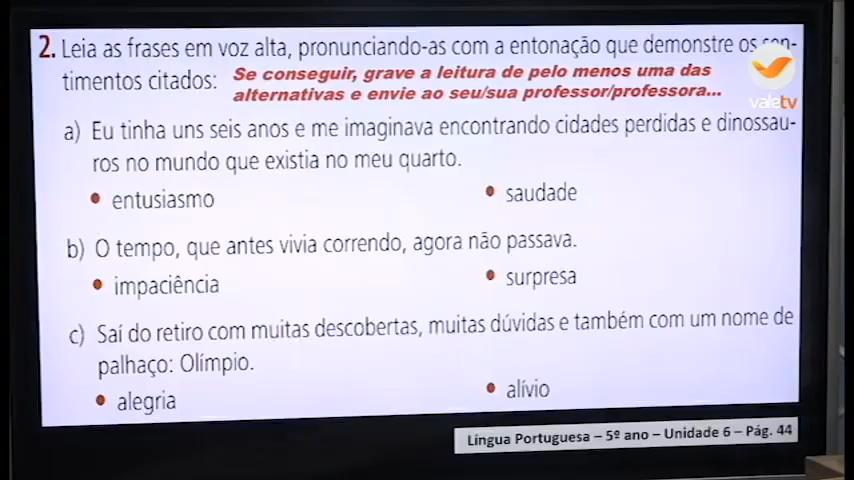 2. Leia as frases em voz alta, pronunciando-as com a entonação que demonstre os sen-
timentos citados: Se conseguir, grave a leitura de pelo menos uma das
alternativas e envie ao seu/sua professor/professora...
valetv
a) Eu tinha uns seis anos e me imaginava encontrando cidades perdidas e dinossau-
ros no mundo que existia no meu quarto.
• entusiasmo • saudade
b) O tempo, que antes vivia correndo, agora não passava.
• impaciência • surpresa
c) Saí do retiro com muitas descobertas, muitas dúvidas e também com um nome de
palhaço: Olímpio.
• alegria • alívio
Língua Portuguesa – 5º ano – Unidade 6 – Pág. 44